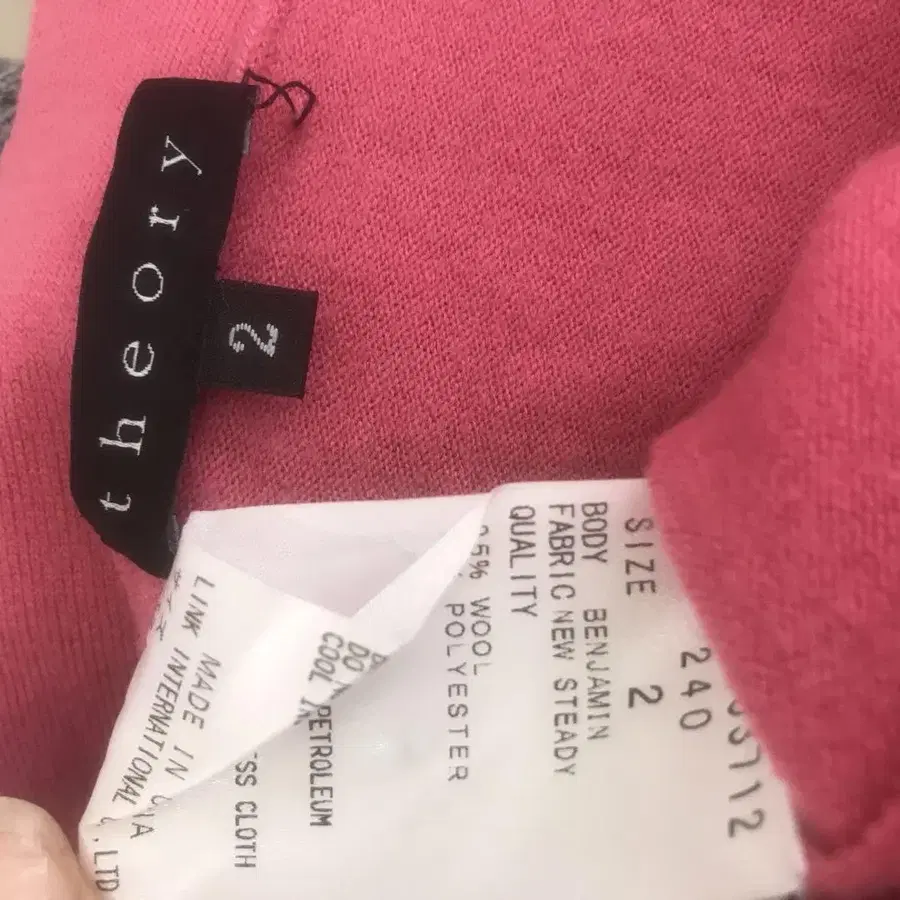 theory
2
240
SIZE 2
BODY BENJAMIN
FABRIC NEW STEADY
QUALITY
WOOL
POLYESTER
PETROLEUM
COOL
CLOTH
MADE IN
LINK INTERNATIONAL
LTD